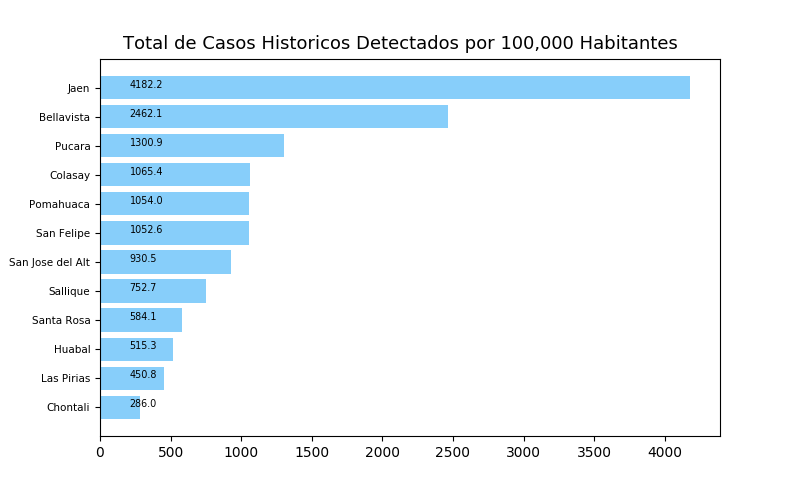 Total de Casos Historicos Detectados por 100,000 Habitantes
Jaen 4182.2
Bellavista 2462.1
Pucara 1300.9
Colasay 1065.4
Pomahuaca 1054.0
San Felipe 1052.6
San Jose del Alt 930.5
Sallique 752.7
Santa Rosa 584.1
Huabal 515.3
Las Pirias 450.8
Chontali 286.0
0 500 1000 1500 2000 2500 3000 3500 4000